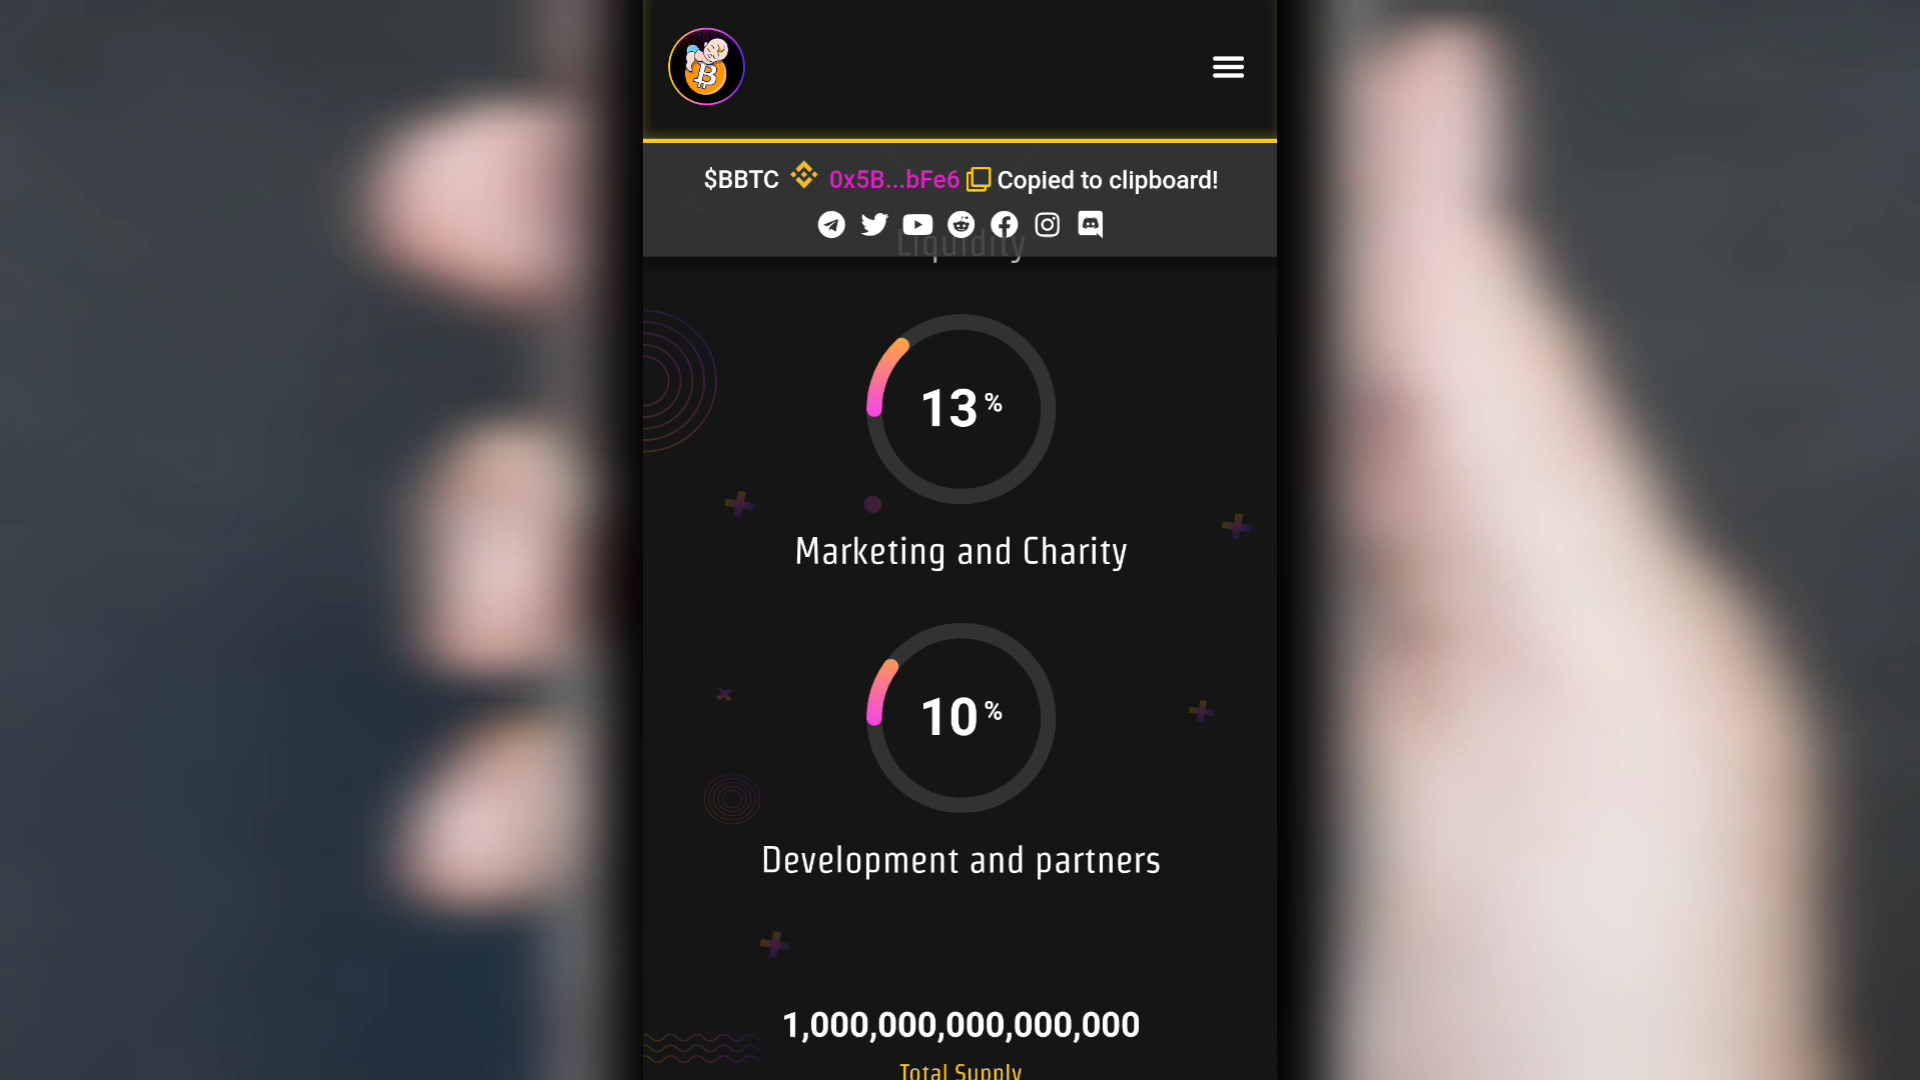 $BBTC 0x5B...bFe6 Copied to clipboard!
Liquidity
13%
Marketing and Charity
10%
Development and partners
1,000,000,000,000,000
Total Supply